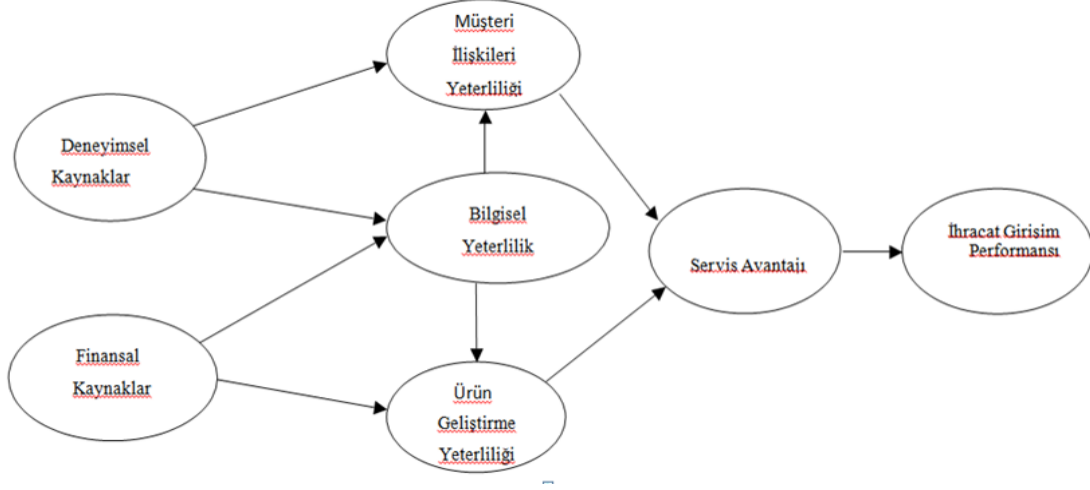 Müşteri
İlişkileri
Yeterliliği
Deneyimsel
Kaynaklar
Bilgisel
Yeterlilik
Servis Avantajı
İhracat Girişim
Performansı
Finansal
Kaynaklar
Ürün
Geliştirme
Yeterliliği